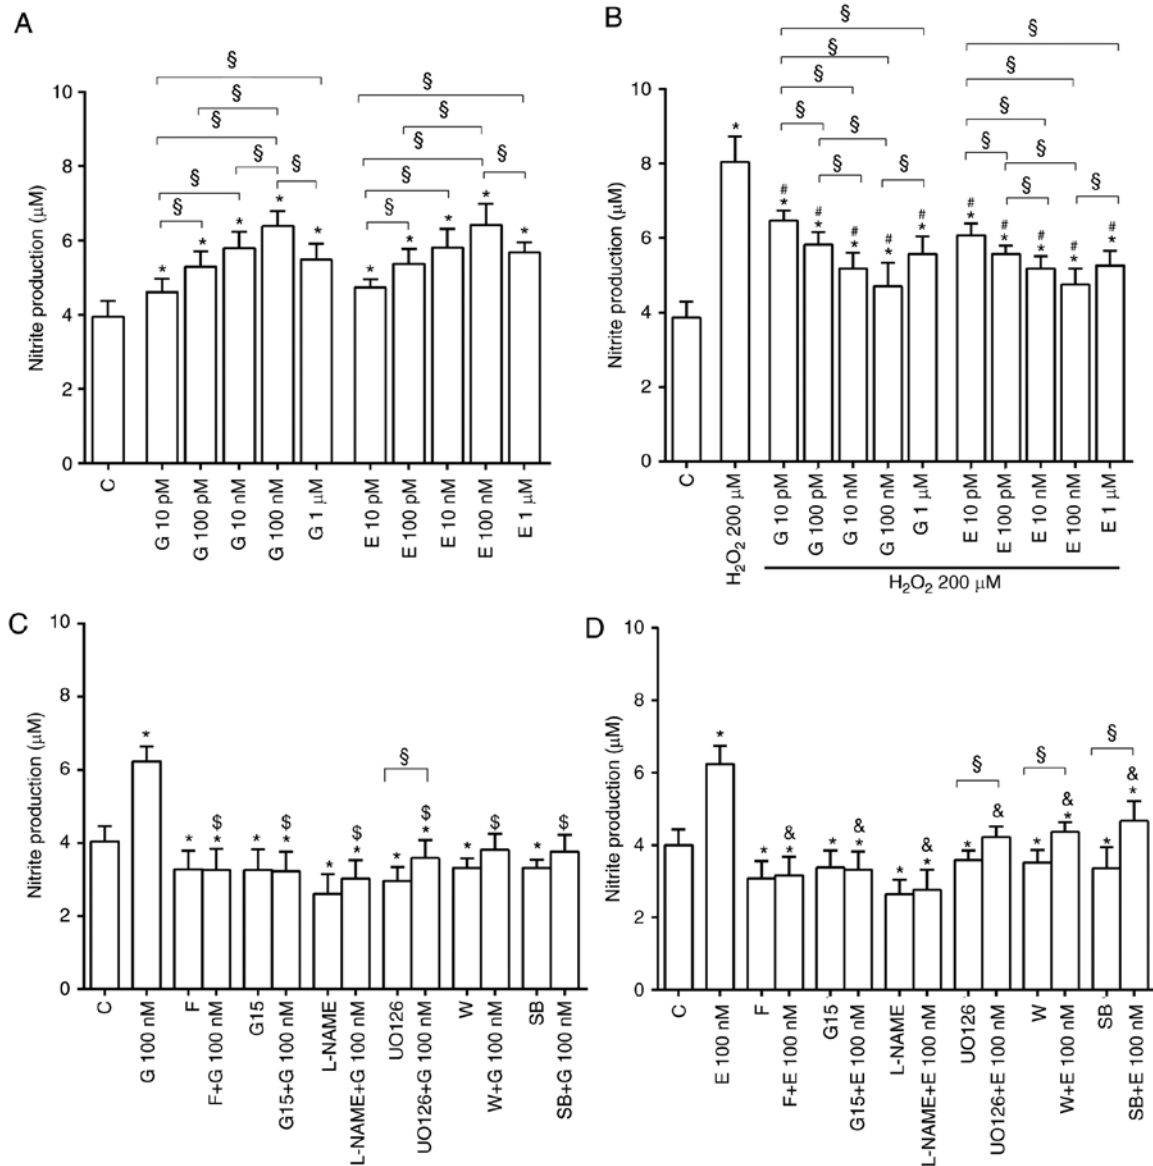 A
Nitrite production (μM)
10
8
6
4
2
0
§ § § § § § § §
§ § § § § §
* * * * * * * * * *
C
G 10 pM
G 100 pM
G 10 nM
G 100 nM
G 1 μM
E 10 pM
E 100 pM
E 10 nM
E 100 nM
E 1 μM
B
Nitrite production (μM)
10
8
6
4
2
0
§ § § § § § §
§ § § § § § § §
*
# # # # # # # # # #
* * * * * * * * * *
C
H₂O₂ 200 μM
G 10 pM
G 100 pM
G 10 nM
G 100 nM
G 1 μM
E 10 pM
E 100 pM
E 10 nM
E 100 nM
E 1 μM
H₂O₂ 200 μM
C
Nitrite production (μM)
10
8
6
4
2
0
*
§
$ $ $ $ $ $
* * * * * * * * * *
C
G 100 nM
F
F+G 100 nM
G15
G15+G 100 nM
L-NAME
L-NAME+G 100 nM
UO126
UO126+G 100 nM
W
W+G 100 nM
SB
SB+G 100 nM
D
Nitrite production (μM)
10
8
6
4
2
0
*
§ § §
& & & & & &
* * * * * * * * * * *
C
E 100 nM
F
F+E 100 nM
G15
G15+E 100 nM
L-NAME
L-NAME+E 100 nM
UO126
UO126+E 100 nM
W
W+E 100 nM
SB
SB+E 100 nM